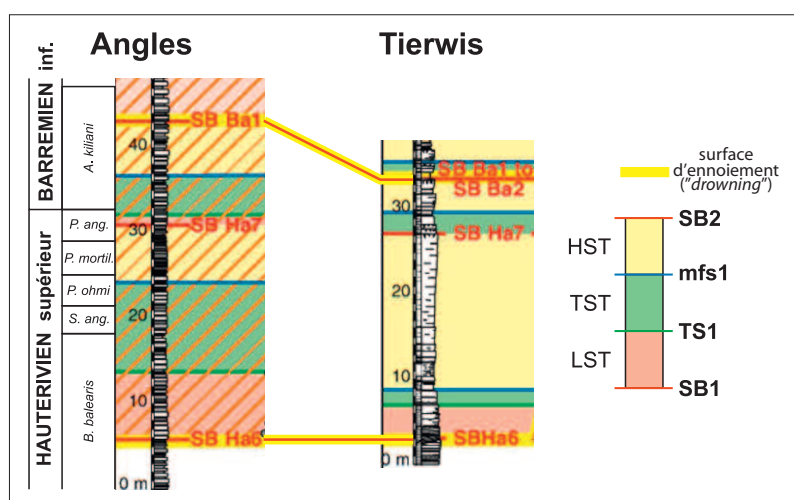 Angles
Tierwis
BARREMIEN inf.
HAUTERIVIEN supérieur
A. kiliani
P. ang.
P. mortil.
P. ohmi
S. ang.
B. balearis
40
30
20
10
0 m
SB Ba1
SB Ha7
SB Ha6
30
20
10
0 m
SB Ba1 to
SB Ba2
SB Ha7
SBHa6
surface
d'ennoiement
("drowning")
HST
TST
LST
SB2
mfs1
TS1
SB1